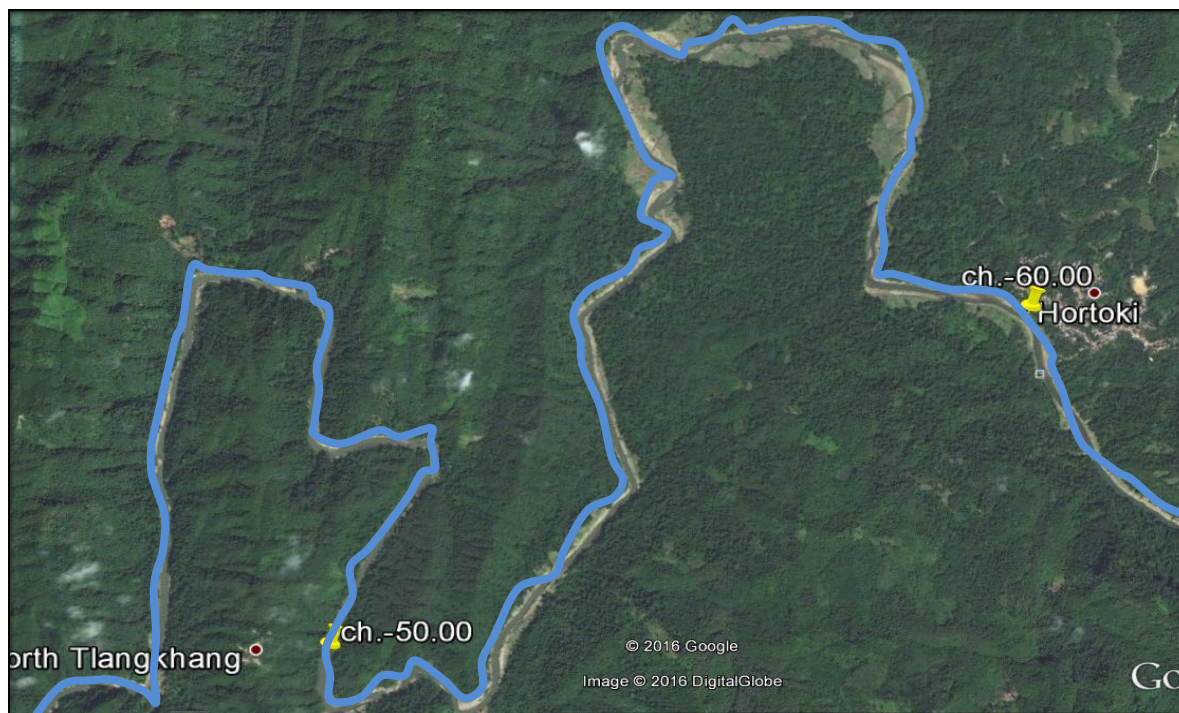 ch.-60.00
Hortoki
ch.-50.00
orth Tlangkhang
© 2016 Google
Image © 2016 DigitalGlobe
Go